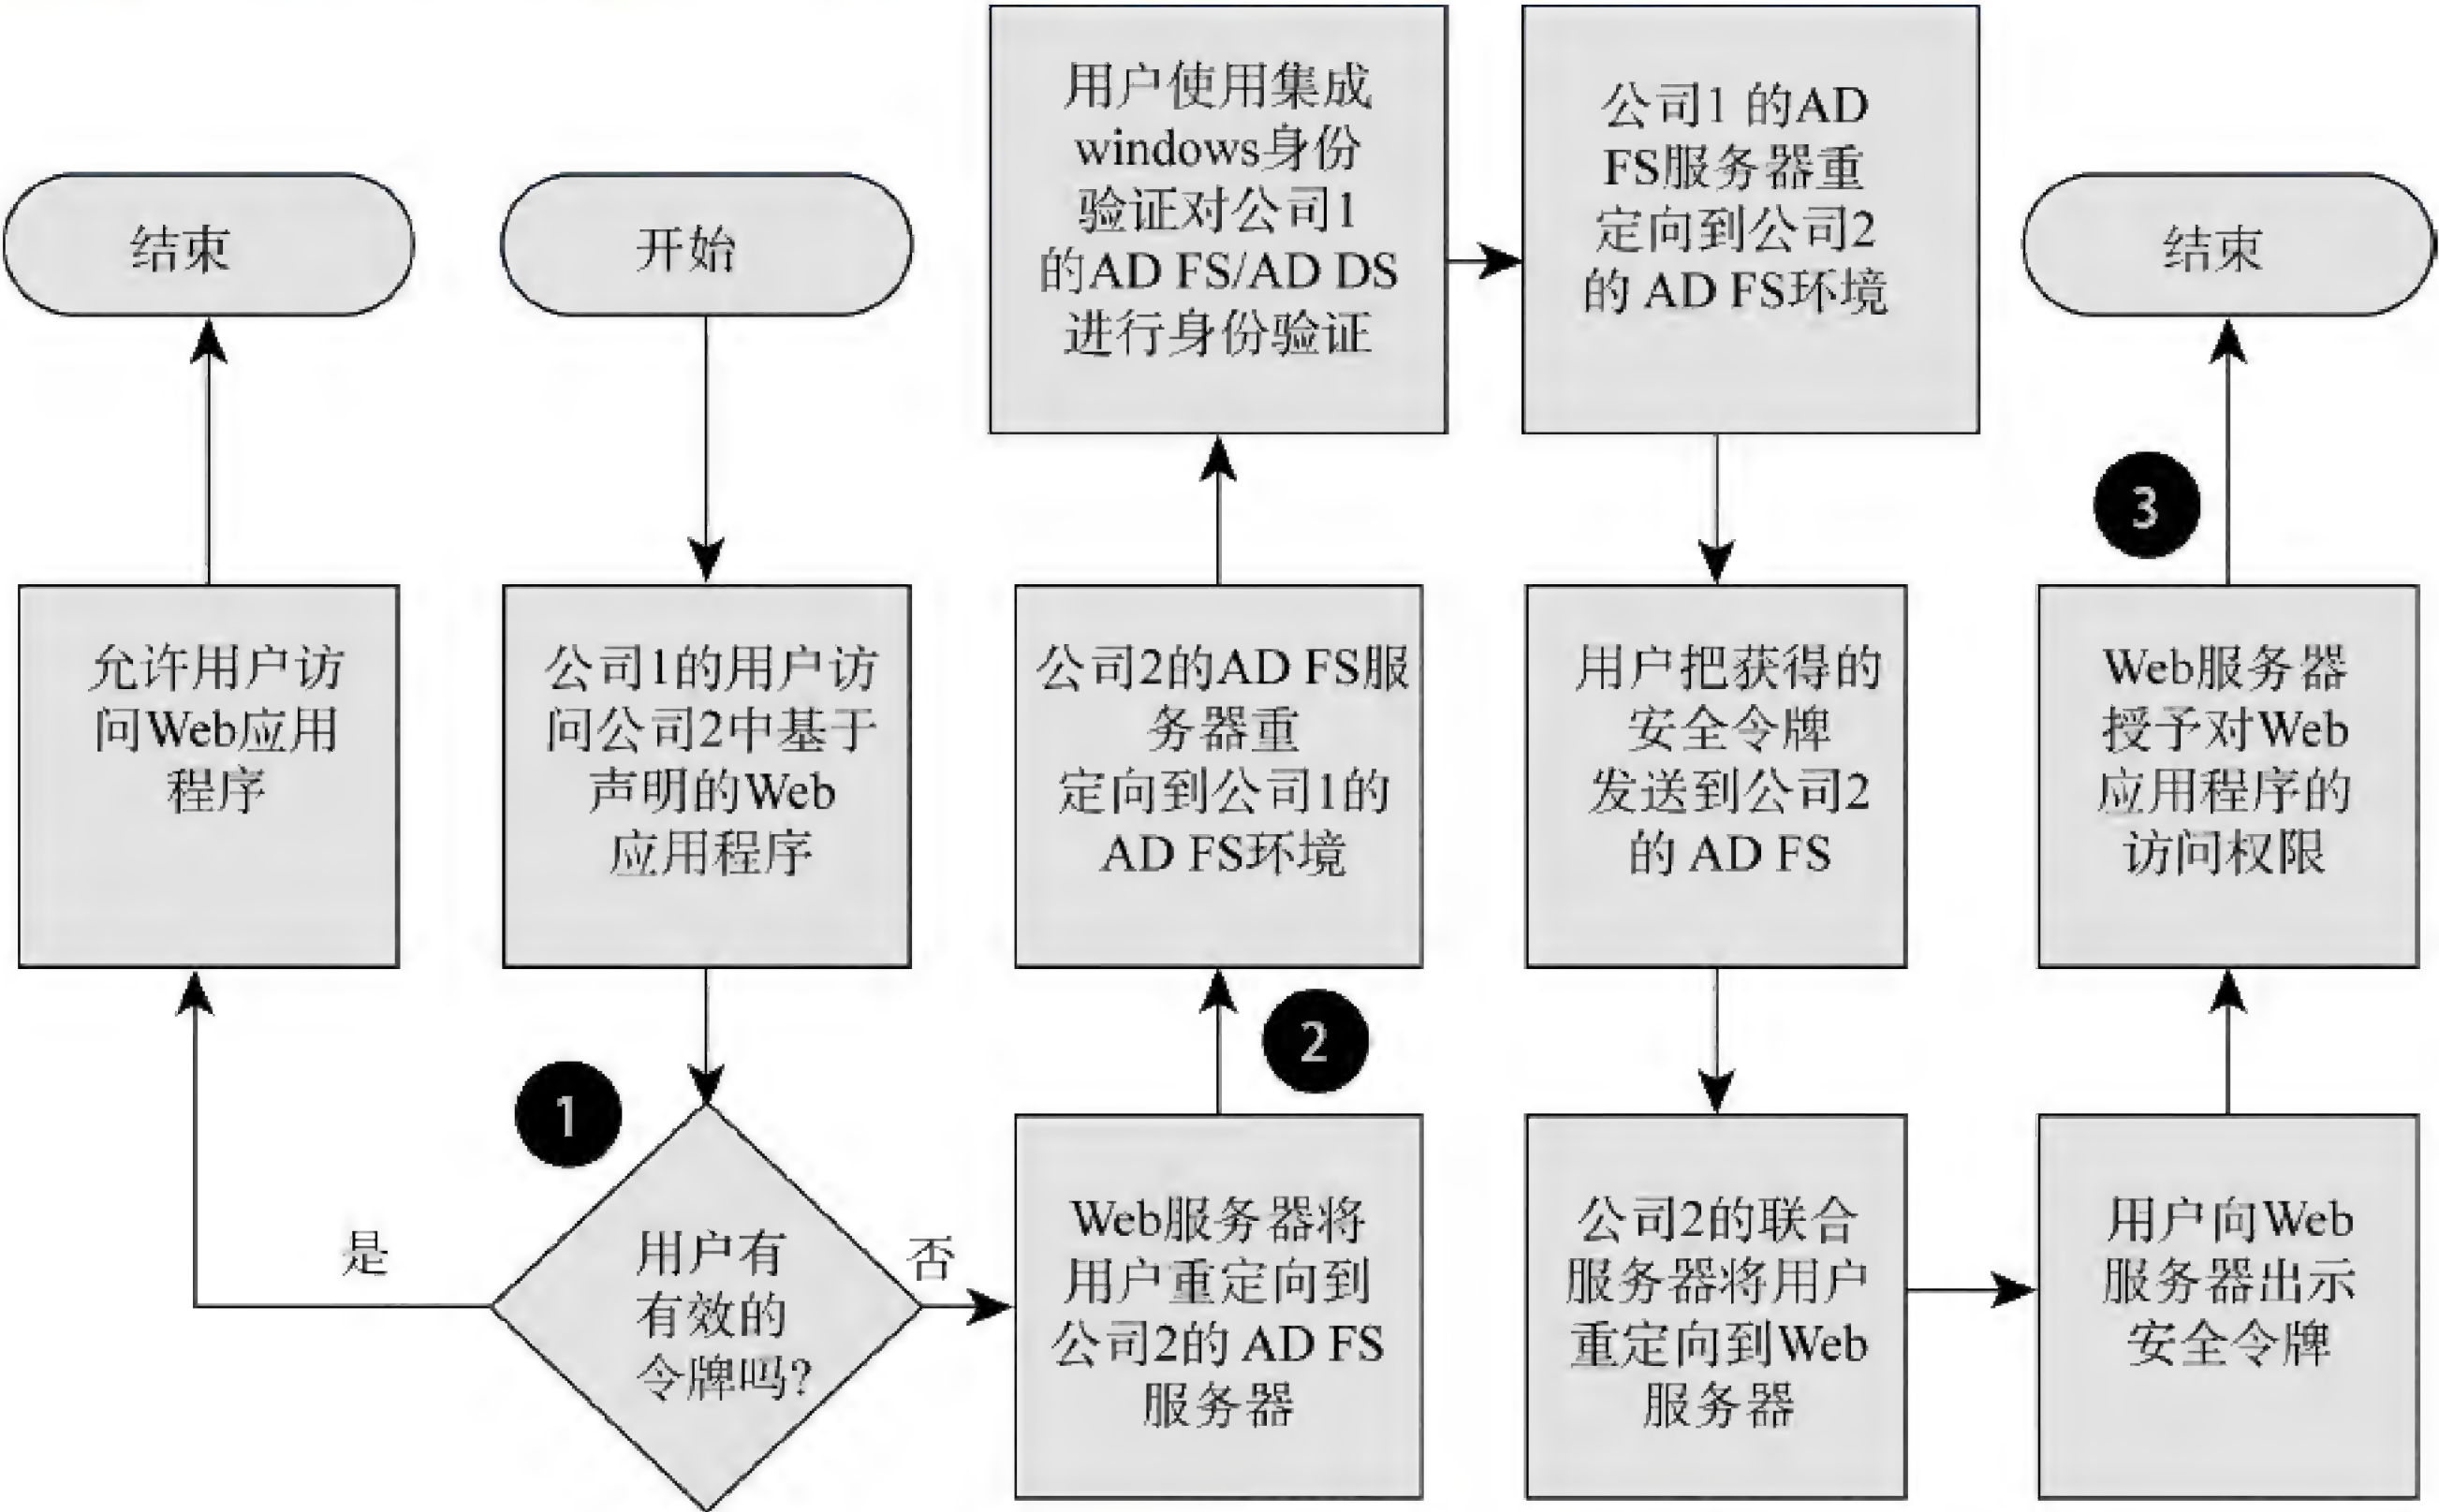 结束
开始
用户使用集成
windows身份
验证对公司1
的AD FS/AD DS
进行身份验证
公司1 的AD
FS服务器重
定向到公司2
的 AD FS环境
结束
3
允许用户访
问Web应用
程序
公司1的用户访
问公司2中基于
声明的Web
应用程序
公司2的AD FS服
务器重
定向到公司1的
AD FS环境
用户把获得的
安全令牌
发送到公司2
的 AD FS
Web服务器
授予对Web
应用程序的
访问权限
1
2
是
用户有
有效的
令牌吗?
否
Web服务器将
用户重定向到
公司2的 AD FS
服务器
公司2的联合
服务器将用户
重定向到Web
服务器
用户向Web
服务器出示
安全令牌